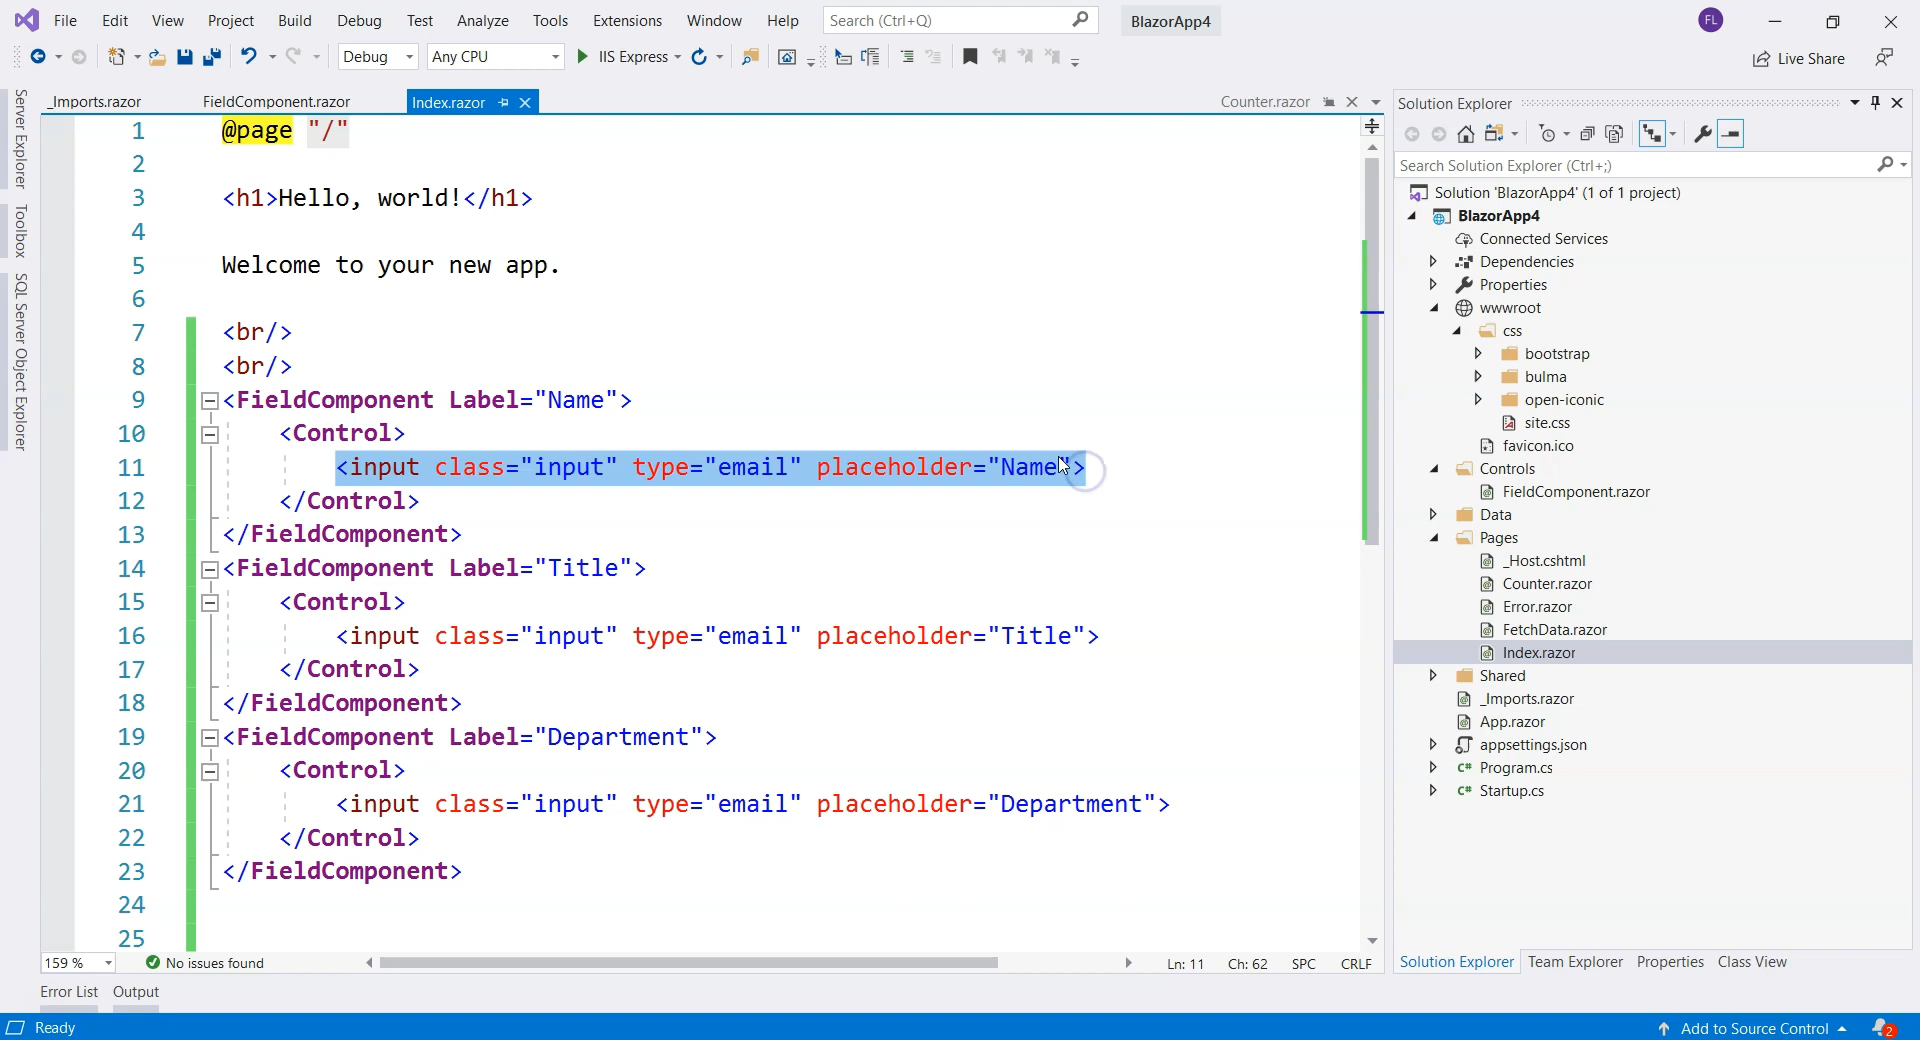 File Edit View Project Build Debug Test Analyze Tools Extensions Window Help Search (Ctrl+Q) BlazorApp4 FL
Debug Any CPU IIS Express Live Share
Server Explorer
Toolbox
SQL Server Object Explorer
_Imports.razor FieldComponent.razor Index.razor Counter.razor
1 @page "/"
2
3 <h1>Hello, world!</h1>
4
5 Welcome to your new app.
6
7 <br/>
8 <br/>
9 <FieldComponent Label="Name">
10 <Control>
11 <input class="input" type="email" placeholder="Name">
12 </Control>
13 </FieldComponent>
14 <FieldComponent Label="Title">
15 <Control>
16 <input class="input" type="email" placeholder="Title">
17 </Control>
18 </FieldComponent>
19 <FieldComponent Label="Department">
20 <Control>
21 <input class="input" type="email" placeholder="Department">
22 </Control>
23 </FieldComponent>
24
25
159 % No issues found Ln: 11 Ch: 62 SPC CRLF
Solution Explorer
Search Solution Explorer (Ctrl+;)
Solution 'BlazorApp4' (1 of 1 project)
BlazorApp4
Connected Services
Dependencies
Properties
wwwroot
css
bootstrap
bulma
open-iconic
site.css
favicon.ico
Controls
FieldComponent.razor
Data
Pages
_Host.cshtml
Counter.razor
Error.razor
FetchData.razor
Index.razor
Shared
_Imports.razor
App.razor
appsettings.json
C# Program.cs
C# Startup.cs
Solution Explorer Team Explorer Properties Class View
Error List Output
Ready Add to Source Control 2